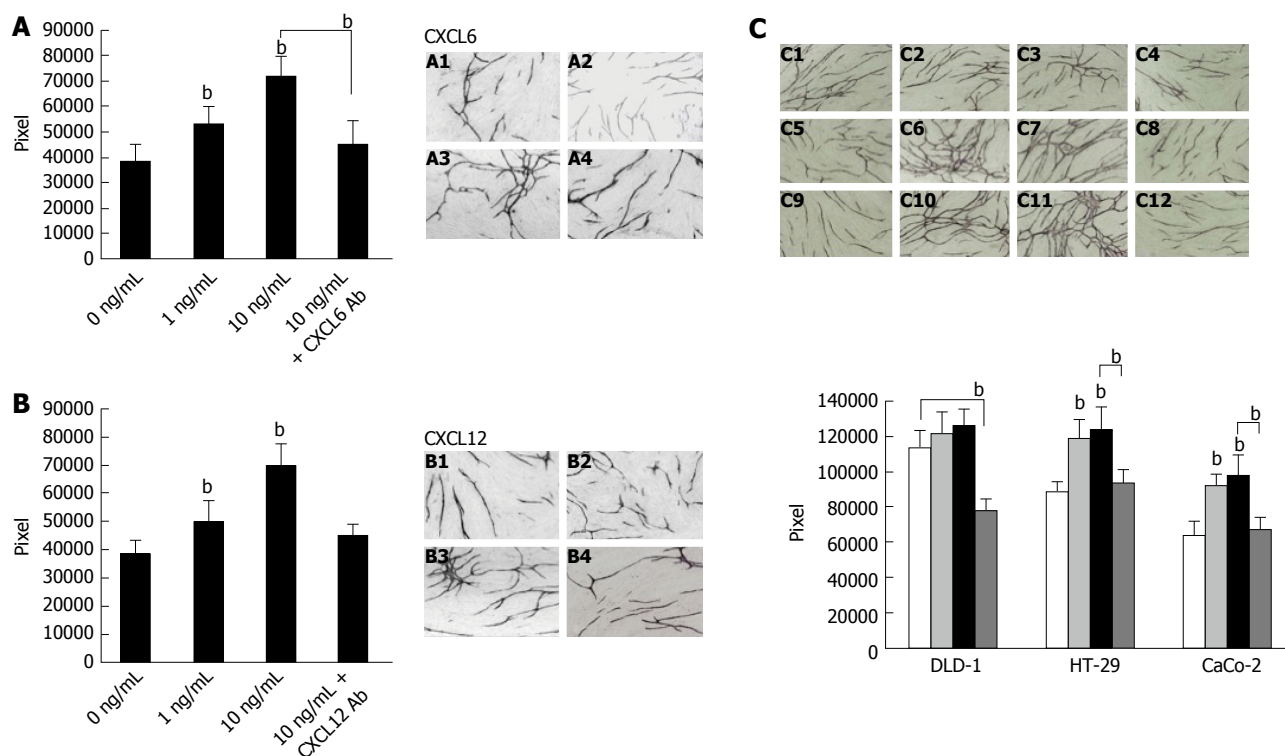 A
90000
80000
70000
60000
50000
40000
30000
20000
10000
0
Pixel
b
b
b
0 ng/mL
1 ng/mL
10 ng/mL
10 ng/mL
+ CXCL6 Ab
CXCL6
A1
A2
A3
A4
B
90000
80000
70000
60000
50000
40000
30000
20000
10000
0
Pixel
b
b
0 ng/mL
1 ng/mL
10 ng/mL
10 ng/mL +
CXCL12 Ab
CXCL12
B1
B2
B3
B4
C
C1
C2
C3
C4
C5
C6
C7
C8
C9
C10
C11
C12
140000
120000
100000
80000
60000
40000
20000
0
Pixel
b
b
b
b
b
b
b
DLD-1
HT-29
CaCo-2